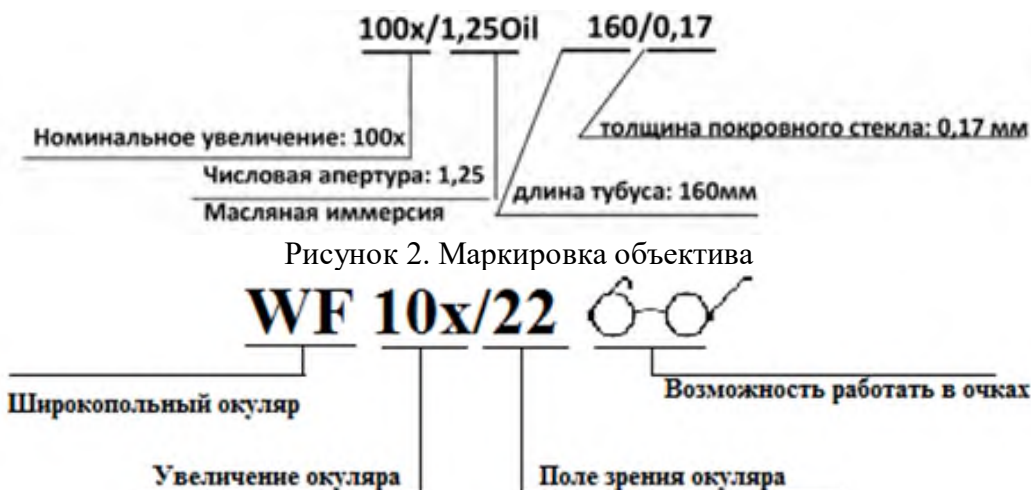 100x/1,25Oil 160/0,17
толщина покровного стекла: 0,17 мм
Номинальное увеличение: 100x
Числовая апертура: 1,25
длина тубуса: 160мм
Масляная иммерсия
Рисунок 2. Маркировка объектива
WF 10x/22
Возможность работать в очках
Широкопольный окуляр
Увеличение окуляра
Поле зрения окуляра